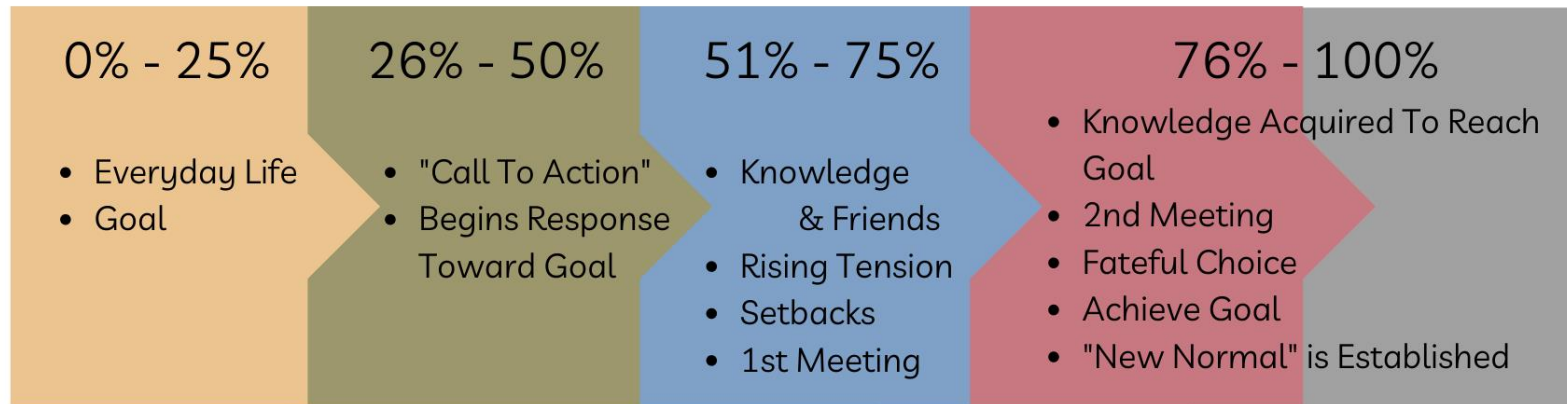 0% - 25%
• Everyday Life
• Goal
26% - 50%
• "Call To Action"
• Begins Response
Toward Goal
51% - 75%
• Knowledge
& Friends
• Rising Tension
• Setbacks
• 1st Meeting
76% - 100%
• Knowledge Acquired To Reach
Goal
• 2nd Meeting
• Fateful Choice
• Achieve Goal
• "New Normal" is Established